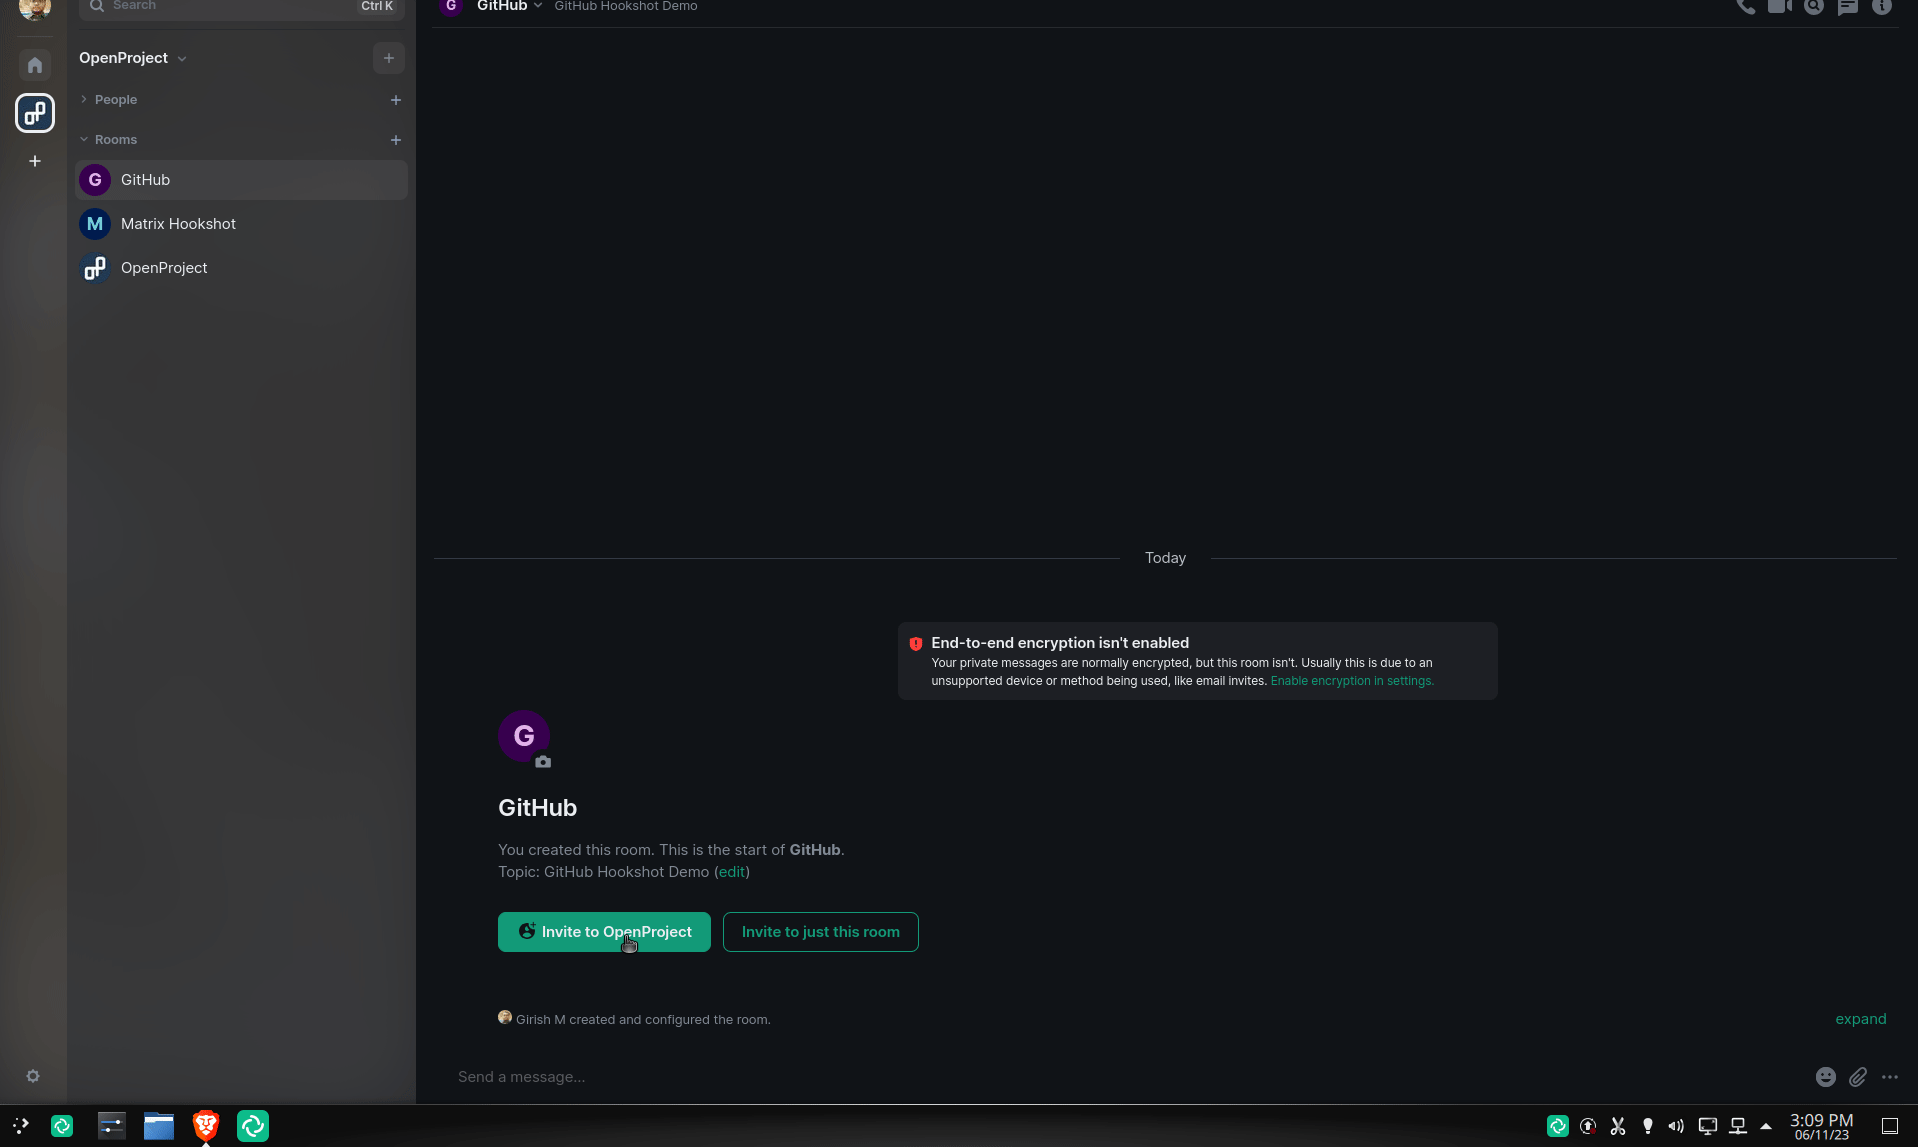 Search
Ctrl K
GitHub
GitHub Hookshot Demo
OpenProject
People
Rooms
G GitHub
M Matrix Hookshot
OpenProject
Today
End-to-end encryption isn't enabled
Your private messages are normally encrypted, but this room isn't. Usually this is due to an
unsupported device or method being used, like email invites. Enable encryption in settings.
G
GitHub
You created this room. This is the start of GitHub.
Topic: GitHub Hookshot Demo (edit)
Invite to OpenProject
Invite to just this room
Girish M created and configured the room.
expand
Send a message...
3:09 PM
06/11/23